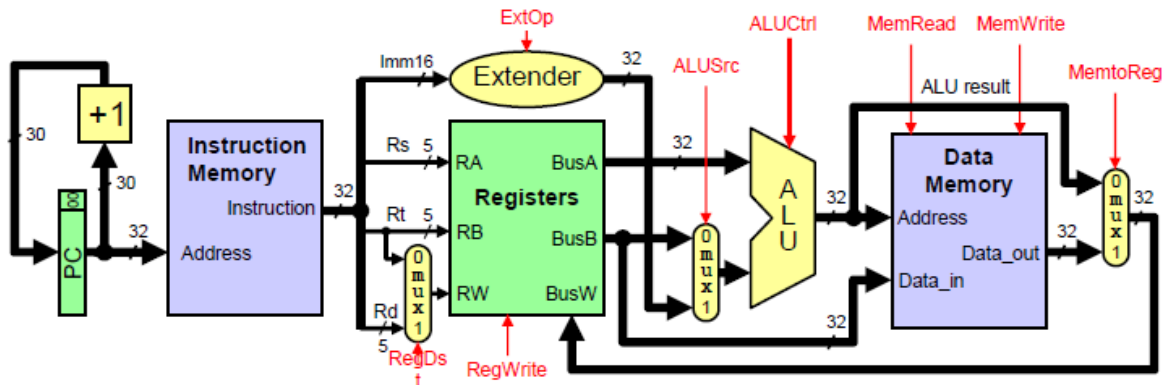 ExtOp
ALUCtrl
MemRead
MemWrite
Imm16
32
ALUSrc
MemtoReg
Extender
ALU result
+1
30
Instruction
Memory
Rs
5
RA
BusA
32
Data
Memory
0
m
u
x
1
30
32
Registers
A
L
U
32
32
00
PC
Instruction
Rt
5
RB
BusB
0
m
u
x
1
Address
32
Address
0
m
u
x
1
Data_out
32
RW
BusW
Data_in
Rd
5
32
RegDs
t
RegWrite